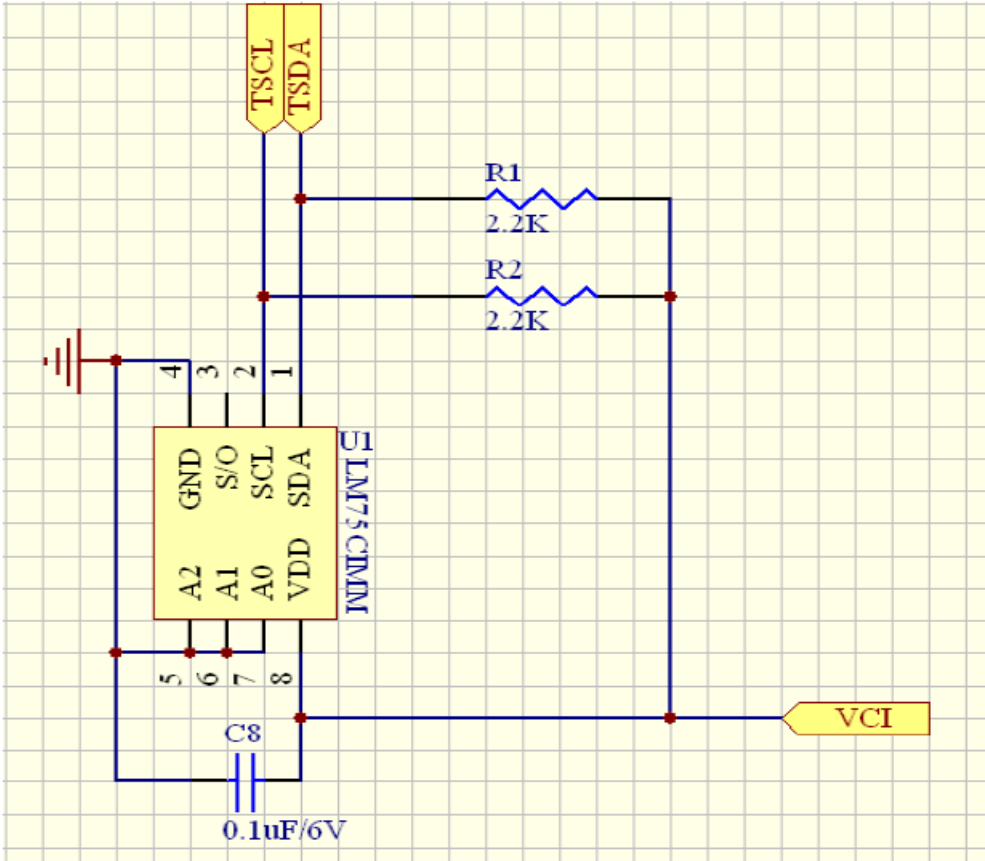 TSCL
TSDA
R1
2.2K
R2
2.2K
4
3
2
1
U1
LM75CIMM
GND
S/O
SCL
SDA
A2
A1
A0
VDD
5
6
7
8
VCI
C8
0.1uF/6V